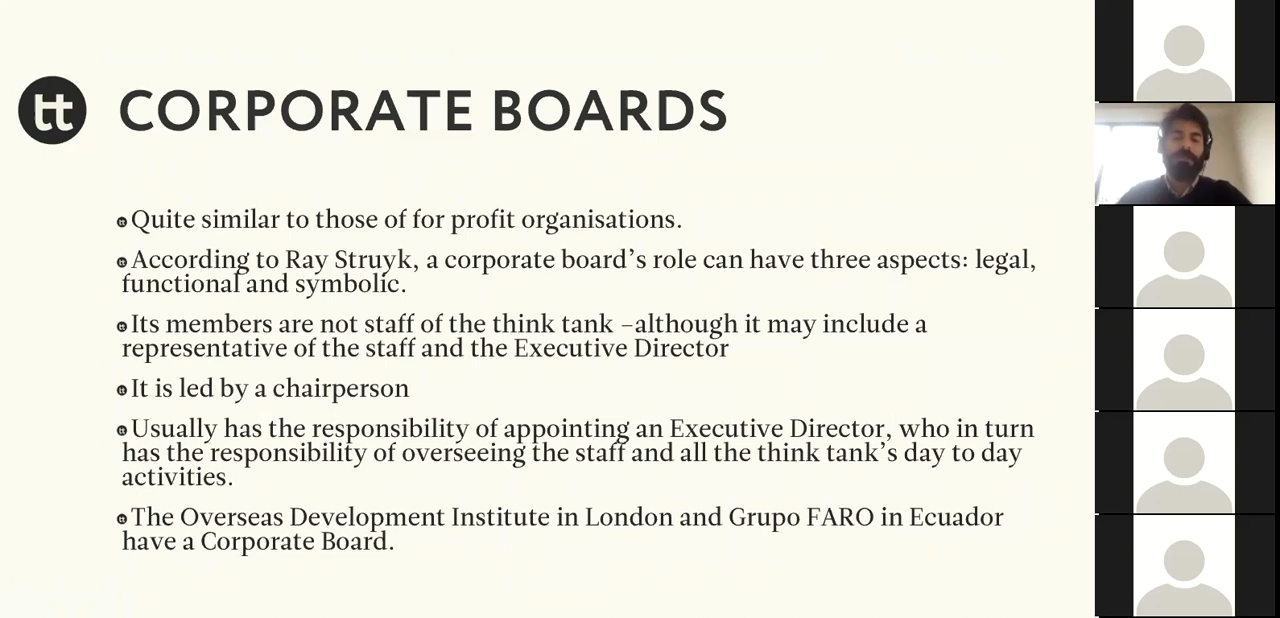 tt CORPORATE BOARDS
Quite similar to those of for profit organisations.
According to Ray Struyk, a corporate board's role can have three aspects: legal,
functional and symbolic.
Its members are not staff of the think tank –although it may include a
representative of the staff and the Executive Director
It is led by a chairperson
Usually has the responsibility of appointing an Executive Director, who in turn
has the responsibility of overseeing the staff and all the think tank's day to day
activities.
The Overseas Development Institute in London and Grupo FARO in Ecuador
have a Corporate Board.